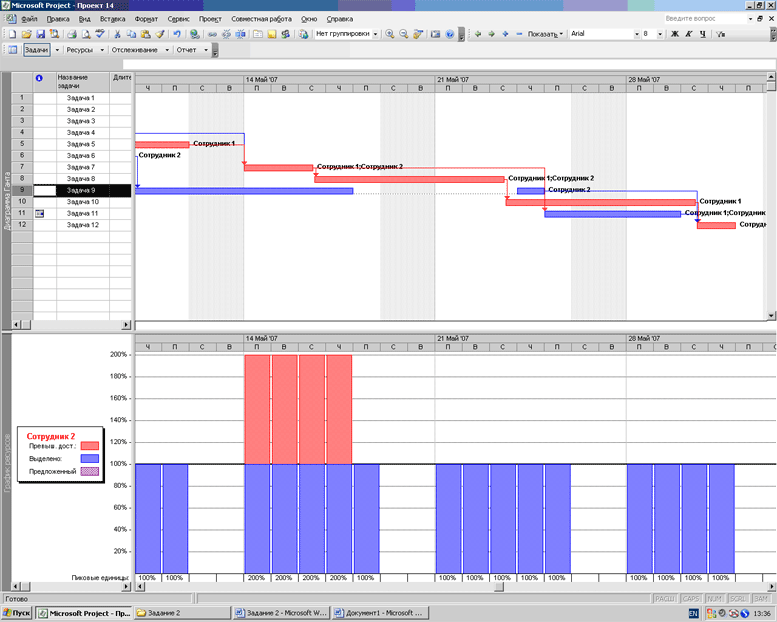 Microsoft Project - Проект 14
Файл Правка Вид Вставка Формат Сервис Проект Совместная работа Окно Справка
Введите вопрос
Нет группировки Показать Arial 8 Ж К Ч
Задачи Ресурсы Отслеживание Отчет
Название задачи
Длите
14 Май '07 21 Май '07 28 Май '07
Ч П С В П В С Ч П С В П В С Ч П С В П В С Ч П
1 Задача 1
2 Задача 2
3 Задача 3
4 Задача 4
5 Задача 5 Сотрудник 1
6 Задача 6 Сотрудник 2
7 Задача 7 Сотрудник 1;Сотрудник 2
8 Задача 8 Сотрудник 1;Сотрудник 2
9 Задача 9 Сотрудник 2
10 Задача 10 Сотрудник 1
11 Задача 11 Сотрудник 1;Сотрудник
12 Задача 12 Сотруд
Диаграмма Ганта
14 Май '07 21 Май '07 28 Май '07
Ч П С В П В С Ч П С В П В С Ч П С В П В С Ч П С
200%
180%
160%
140%
120%
100%
80%
60%
40%
20%
Сотрудник 2
Превыш. дост.:
Выделено:
Предложенный
График ресурсов
Пиковые единицы: 100% 100% 200% 200% 200% 200% 100% 100% 100% 100% 100% 100% 100% 100% 100% 100%
Готово
РАСШ CAPS NUM SCRL ЗАМ
Пуск Microsoft Project - Пр... Задание 2 Задание 2 - Microsoft W... Документ1 - Microsoft ... EN 13:36